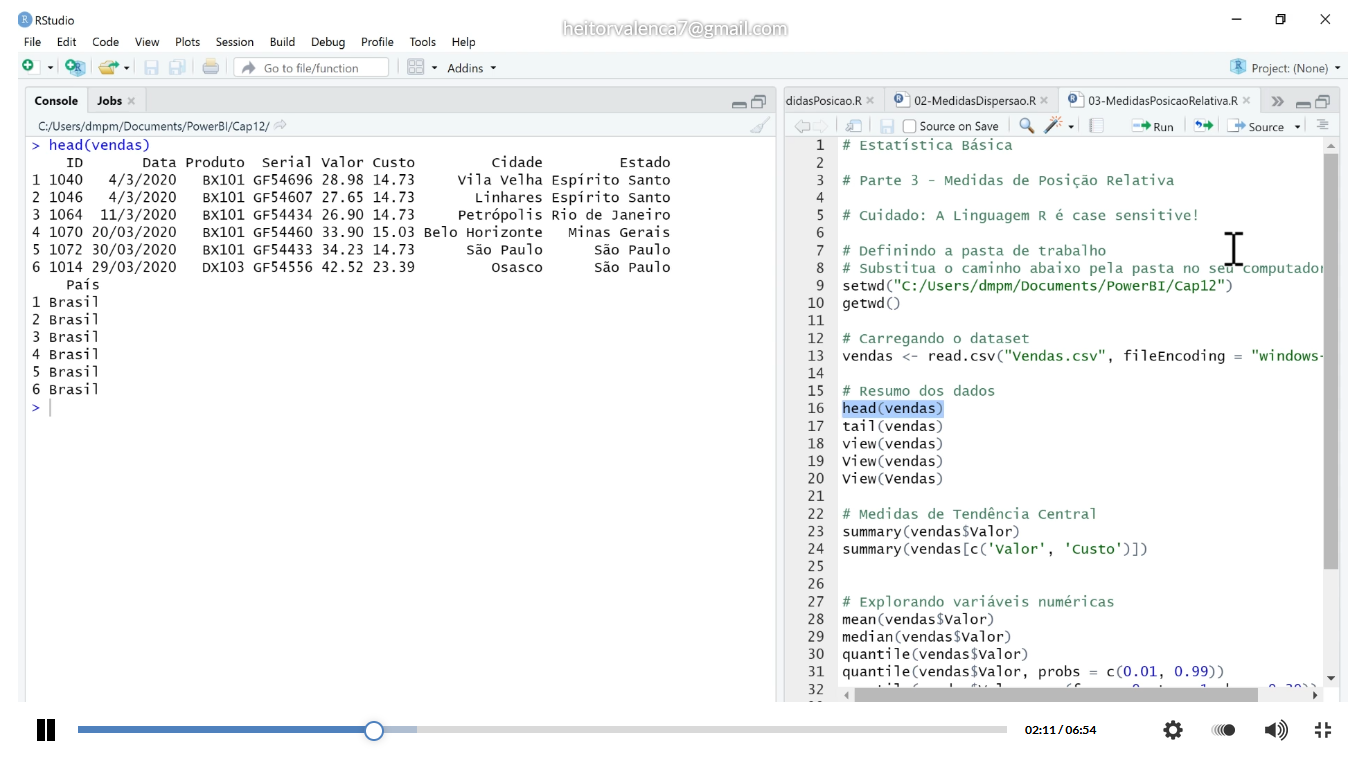 RStudio
heitorvalenca7@gmail.com
File Edit Code View Plots Session Build Debug Profile Tools Help
Go to file/function Addins Project: (None)
Console Jobs
C:/Users/dmpm/Documents/PowerBI/Cap12/
> head(vendas)
ID Data Produto Serial Valor Custo Cidade Estado
1 1040 4/3/2020 BX101 GF54696 28.98 14.73 Vila Velha Espírito Santo
2 1046 4/3/2020 BX101 GF54607 27.65 14.73 Linhares Espírito Santo
3 1064 11/3/2020 BX101 GF54434 26.90 14.73 Petrópolis Rio de Janeiro
4 1070 20/03/2020 BX101 GF54460 33.90 15.03 Belo Horizonte Minas Gerais
5 1072 30/03/2020 BX101 GF54433 34.23 14.73 São Paulo São Paulo
6 1014 29/03/2020 DX103 GF54556 42.52 23.39 Osasco São Paulo
País
1 Brasil
2 Brasil
3 Brasil
4 Brasil
5 Brasil
6 Brasil
>
didasPosicao.R 02-MedidasDispersao.R 03-MedidasPosicaoRelativa.R
Source on Save Run Source
1 # Estatística Básica
2
3 # Parte 3 - Medidas de Posição Relativa
4
5 # Cuidado: A Linguagem R é case sensitive!
6
7 # Definindo a pasta de trabalho
8 # Substitua o caminho abaixo pela pasta no seu computador
9 setwd("C:/Users/dmpm/Documents/PowerBI/Cap12")
10 getwd()
11
12 # Carregando o dataset
13 vendas <- read.csv("Vendas.csv", fileEncoding = "windows-
14
15 # Resumo dos dados
16 head(vendas)
17 tail(vendas)
18 view(vendas)
19 View(vendas)
20 View(Vendas)
21
22 # Medidas de Tendência Central
23 summary(vendas$Valor)
24 summary(vendas[c('Valor', 'Custo')])
25
26
27 # Explorando variáveis numéricas
28 mean(vendas$Valor)
29 median(vendas$Valor)
30 quantile(vendas$Valor)
31 quantile(vendas$Valor, probs = c(0.01, 0.99))
32
02:11 / 06:54